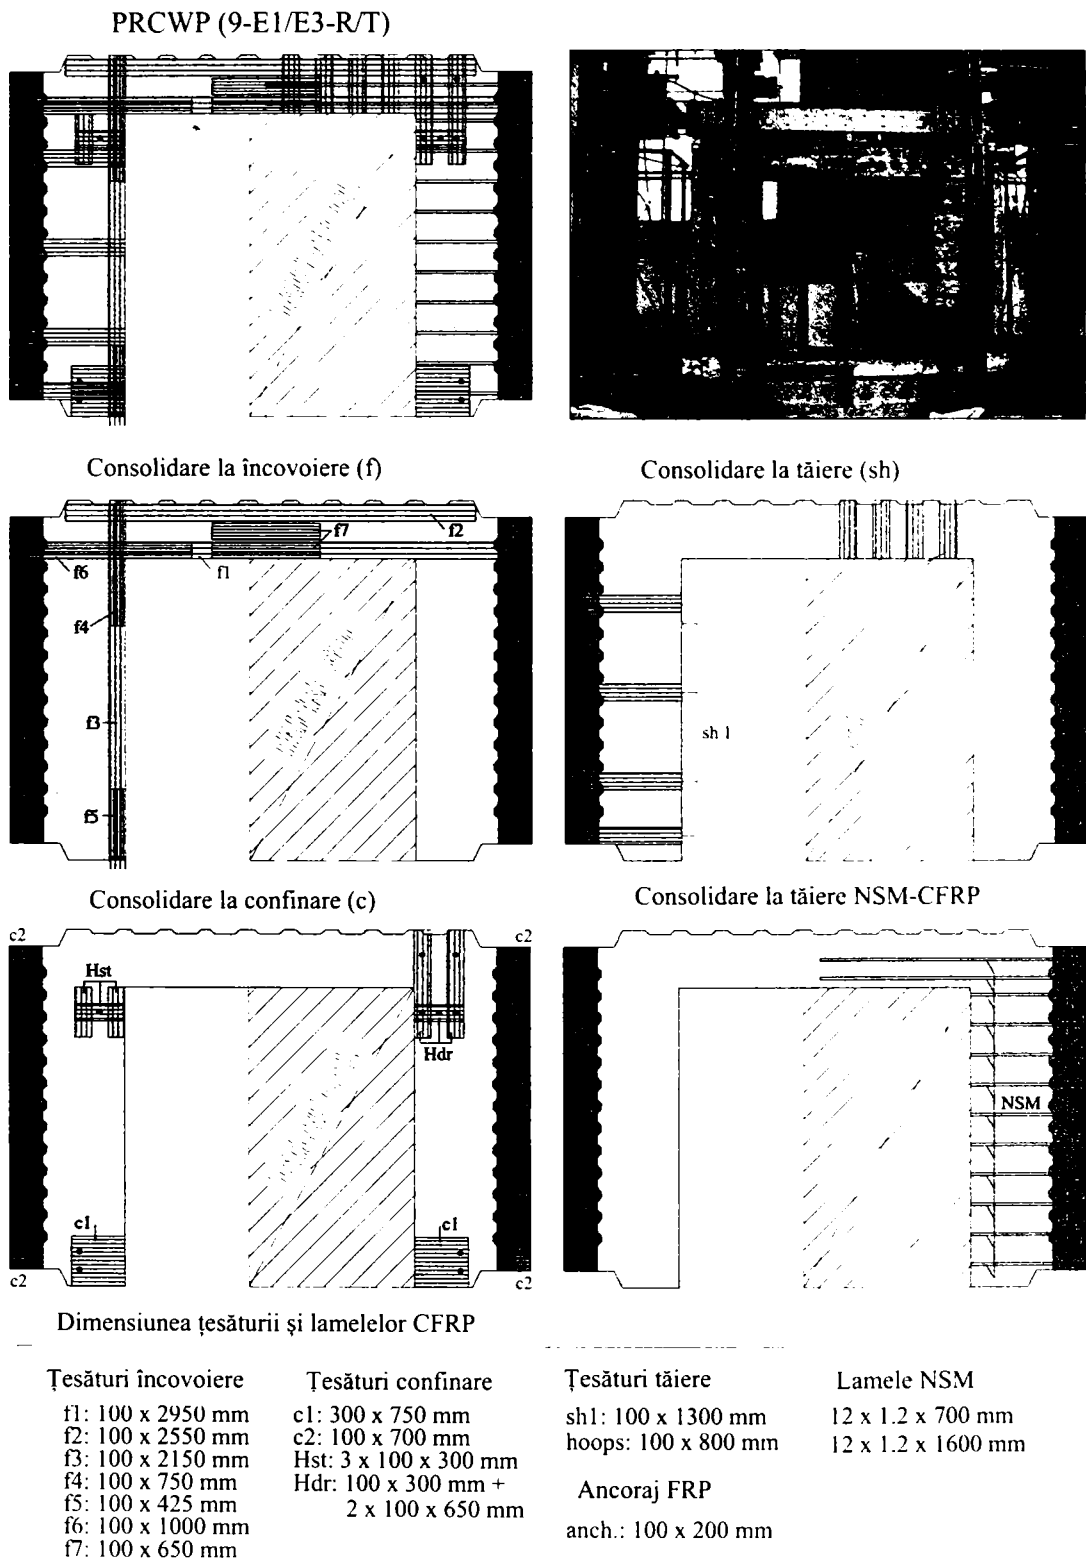 PRCWP (9-E1/E3-R/T)
Consolidare la încovoiere (f)
f7
f2
f6
f1
f4
f3
f5
Consolidare la tăiere (sh)
sh 1
Consolidare la confinare (c)
c2
c2
Hst
Hdr
c1
c1
c2
c2
Consolidare la tăiere NSM-CFRP
NSM
Dimensiunea țesăturii și lamelelor CFRP
Țesături încovoiere
f1: 100 x 2950 mm
f2: 100 x 2550 mm
f3: 100 x 2150 mm
f4: 100 x 750 mm
f5: 100 x 425 mm
f6: 100 x 1000 mm
f7: 100 x 650 mm
Țesături confinare
c1: 300 x 750 mm
c2: 100 x 700 mm
Hst: 3 x 100 x 300 mm
Hdr: 100 x 300 mm +
2 x 100 x 650 mm
Țesături tăiere
sh1: 100 x 1300 mm
hoops: 100 x 800 mm
Ancoraj FRP
anch.: 100 x 200 mm
Lamele NSM
12 x 1.2 x 700 mm
12 x 1.2 x 1600 mm